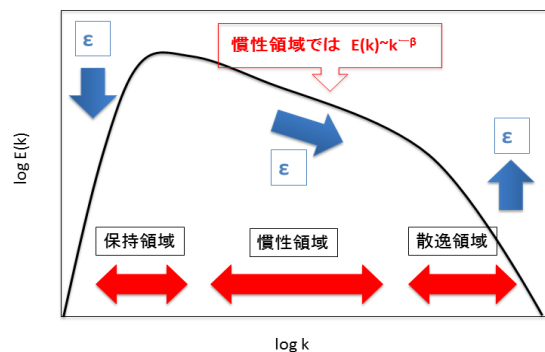 慣性領域では E(k)~k⁻β
ε
ε
ε
log E(k)
保持領域
慣性領域
散逸領域
log k